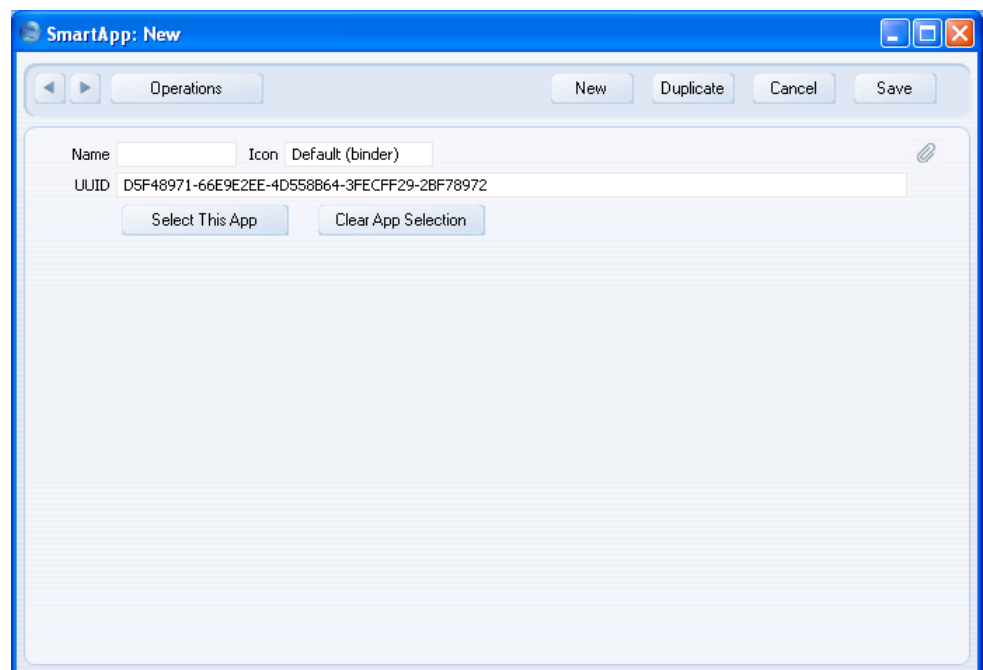 SmartApp: New
Operations New Duplicate Cancel Save
Name Icon Default (binder)
UUID D5F48971-66E9E2EE-4D558B64-3FECFF29-2BF78972
Select This App Clear App Selection